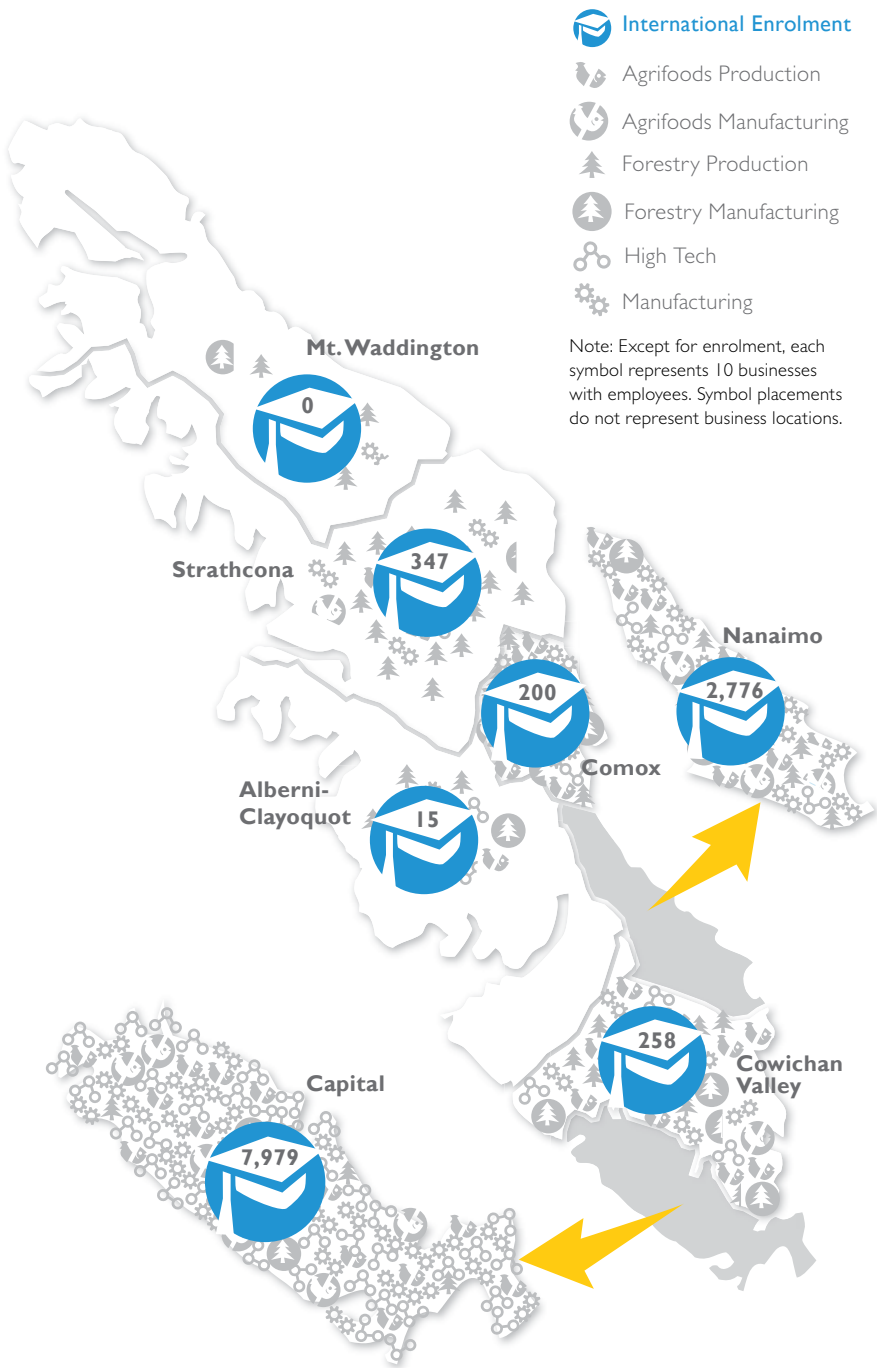 International Enrolment
Agrifoods Production
Agrifoods Manufacturing
Forestry Production
Forestry Manufacturing
High Tech
Manufacturing
Note: Except for enrolment, each
symbol represents 10 businesses
with employees. Symbol placements
do not represent business locations.
Mt. Waddington
0
Strathcona
347
Nanaimo
2,776
200
Comox
Alberni-
Clayoquot
15
258
Cowichan
Valley
Capital
7,979